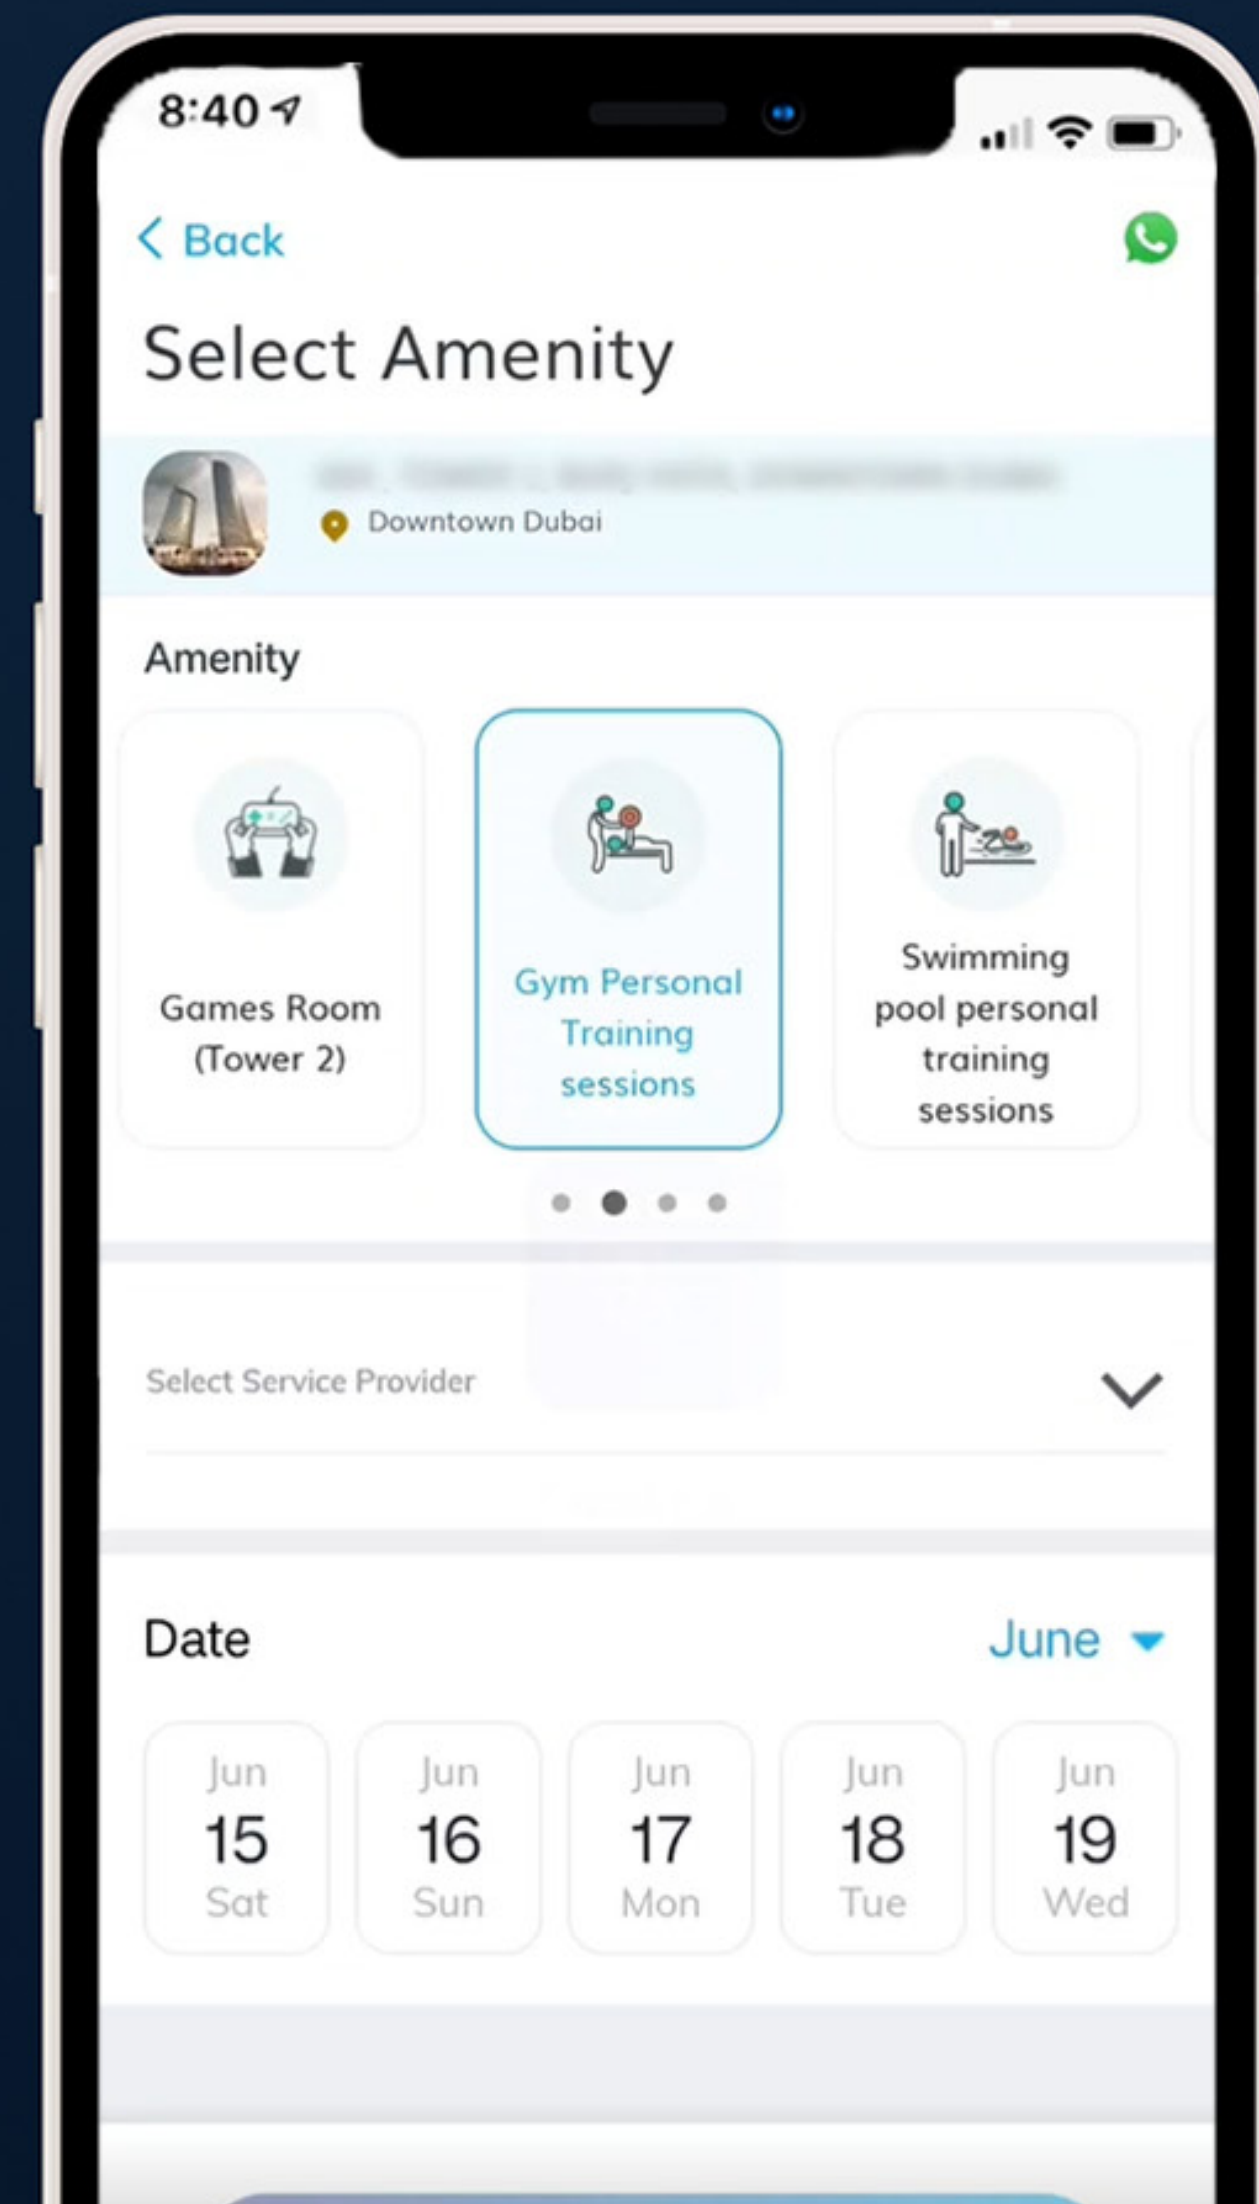 8:40
Back
Select Amenity
Downtown Dubai
Amenity
Games Room
(Tower 2)
Gym Personal
Training
sessions
Swimming
pool personal
training
sessions
Select Service Provider
Date
June
Jun
15
Sat
Jun
16
Sun
Jun
17
Mon
Jun
18
Tue
Jun
19
Wed